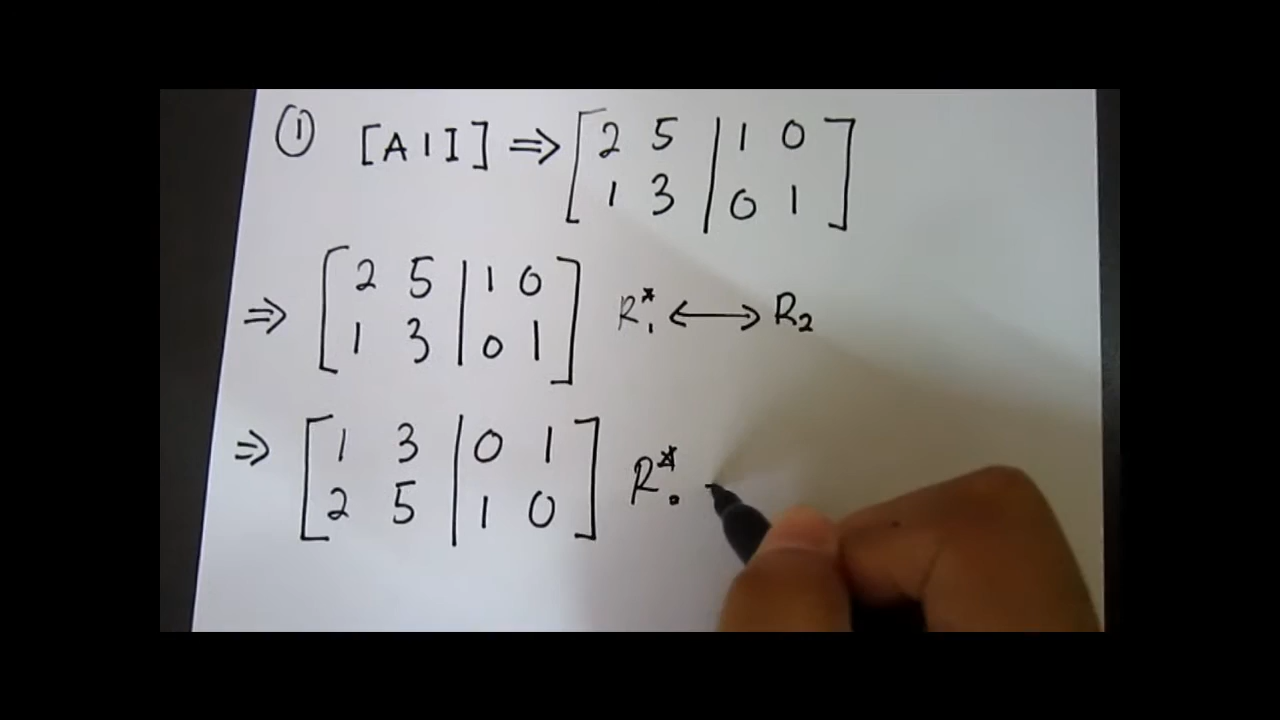 ① [A | I] ⇒ [ 2 5 | 1 0
1 3 | 0 1 ]
⇒ [ 2 5 | 1 0
1 3 | 0 1 ] R₁* ⟷ R₂
⇒ [ 1 3 | 0 1
2 5 | 1 0 ] R*